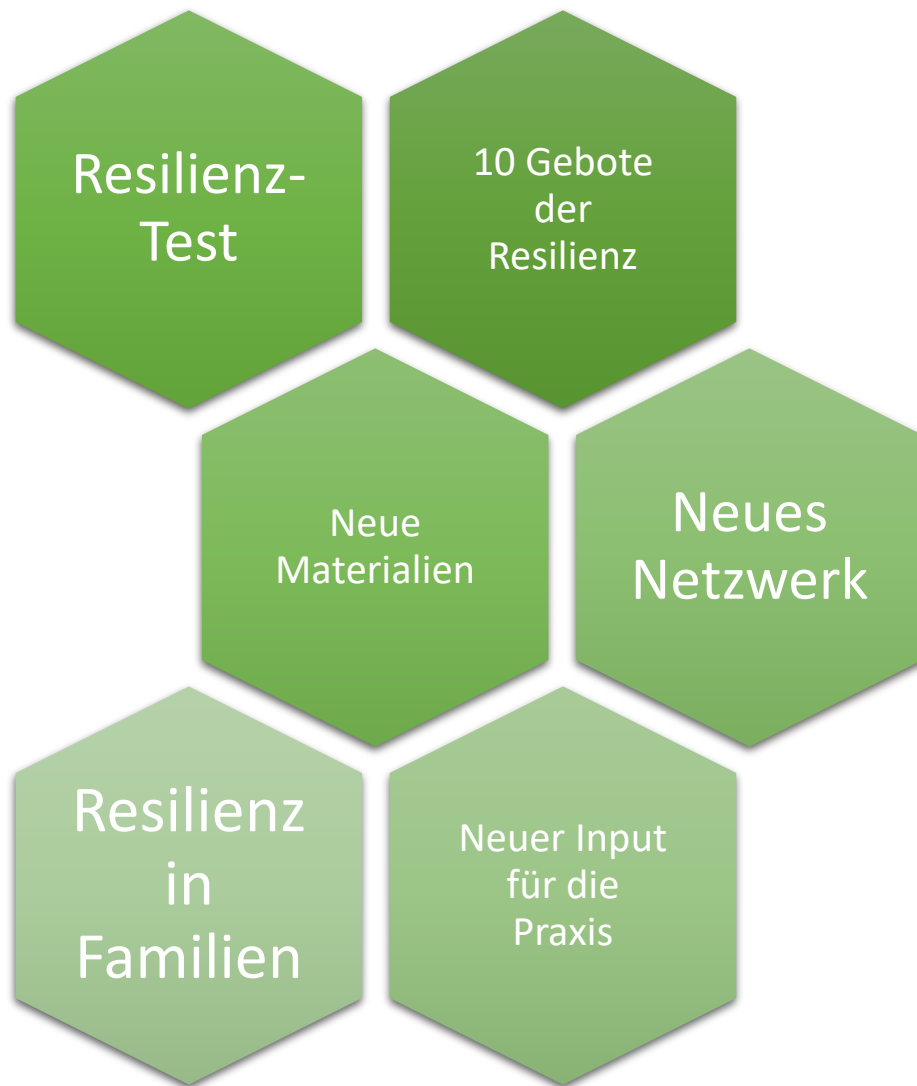 Resilienz-
Test
10 Gebote
der
Resilienz
Neue
Materialien
Neues
Netzwerk
Resilienz
in
Familien
Neuer Input
für die
Praxis